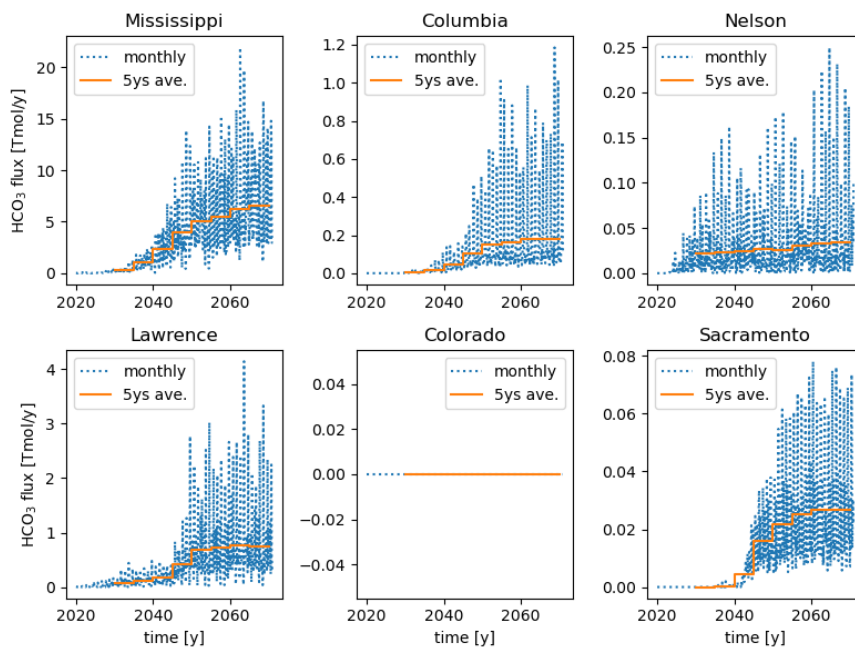 Mississippi
Columbia
Nelson
HCO₃ flux [Tmol/y]
20
15
10
5
0
monthly
5ys ave.
2020
2040
2060
1.2
1.0
0.8
0.6
0.4
0.2
0.0
monthly
5ys ave.
2020
2040
2060
0.25
0.20
0.15
0.10
0.05
0.00
monthly
5ys ave.
2020
2040
2060
Lawrence
Colorado
Sacramento
HCO₃ flux [Tmol/y]
4
3
2
1
0
monthly
5ys ave.
2020
2040
2060
time [y]
0.04
0.02
0.00
−0.02
−0.04
monthly
5ys ave.
2020
2040
2060
time [y]
0.08
0.06
0.04
0.02
0.00
monthly
5ys ave.
2020
2040
2060
time [y]